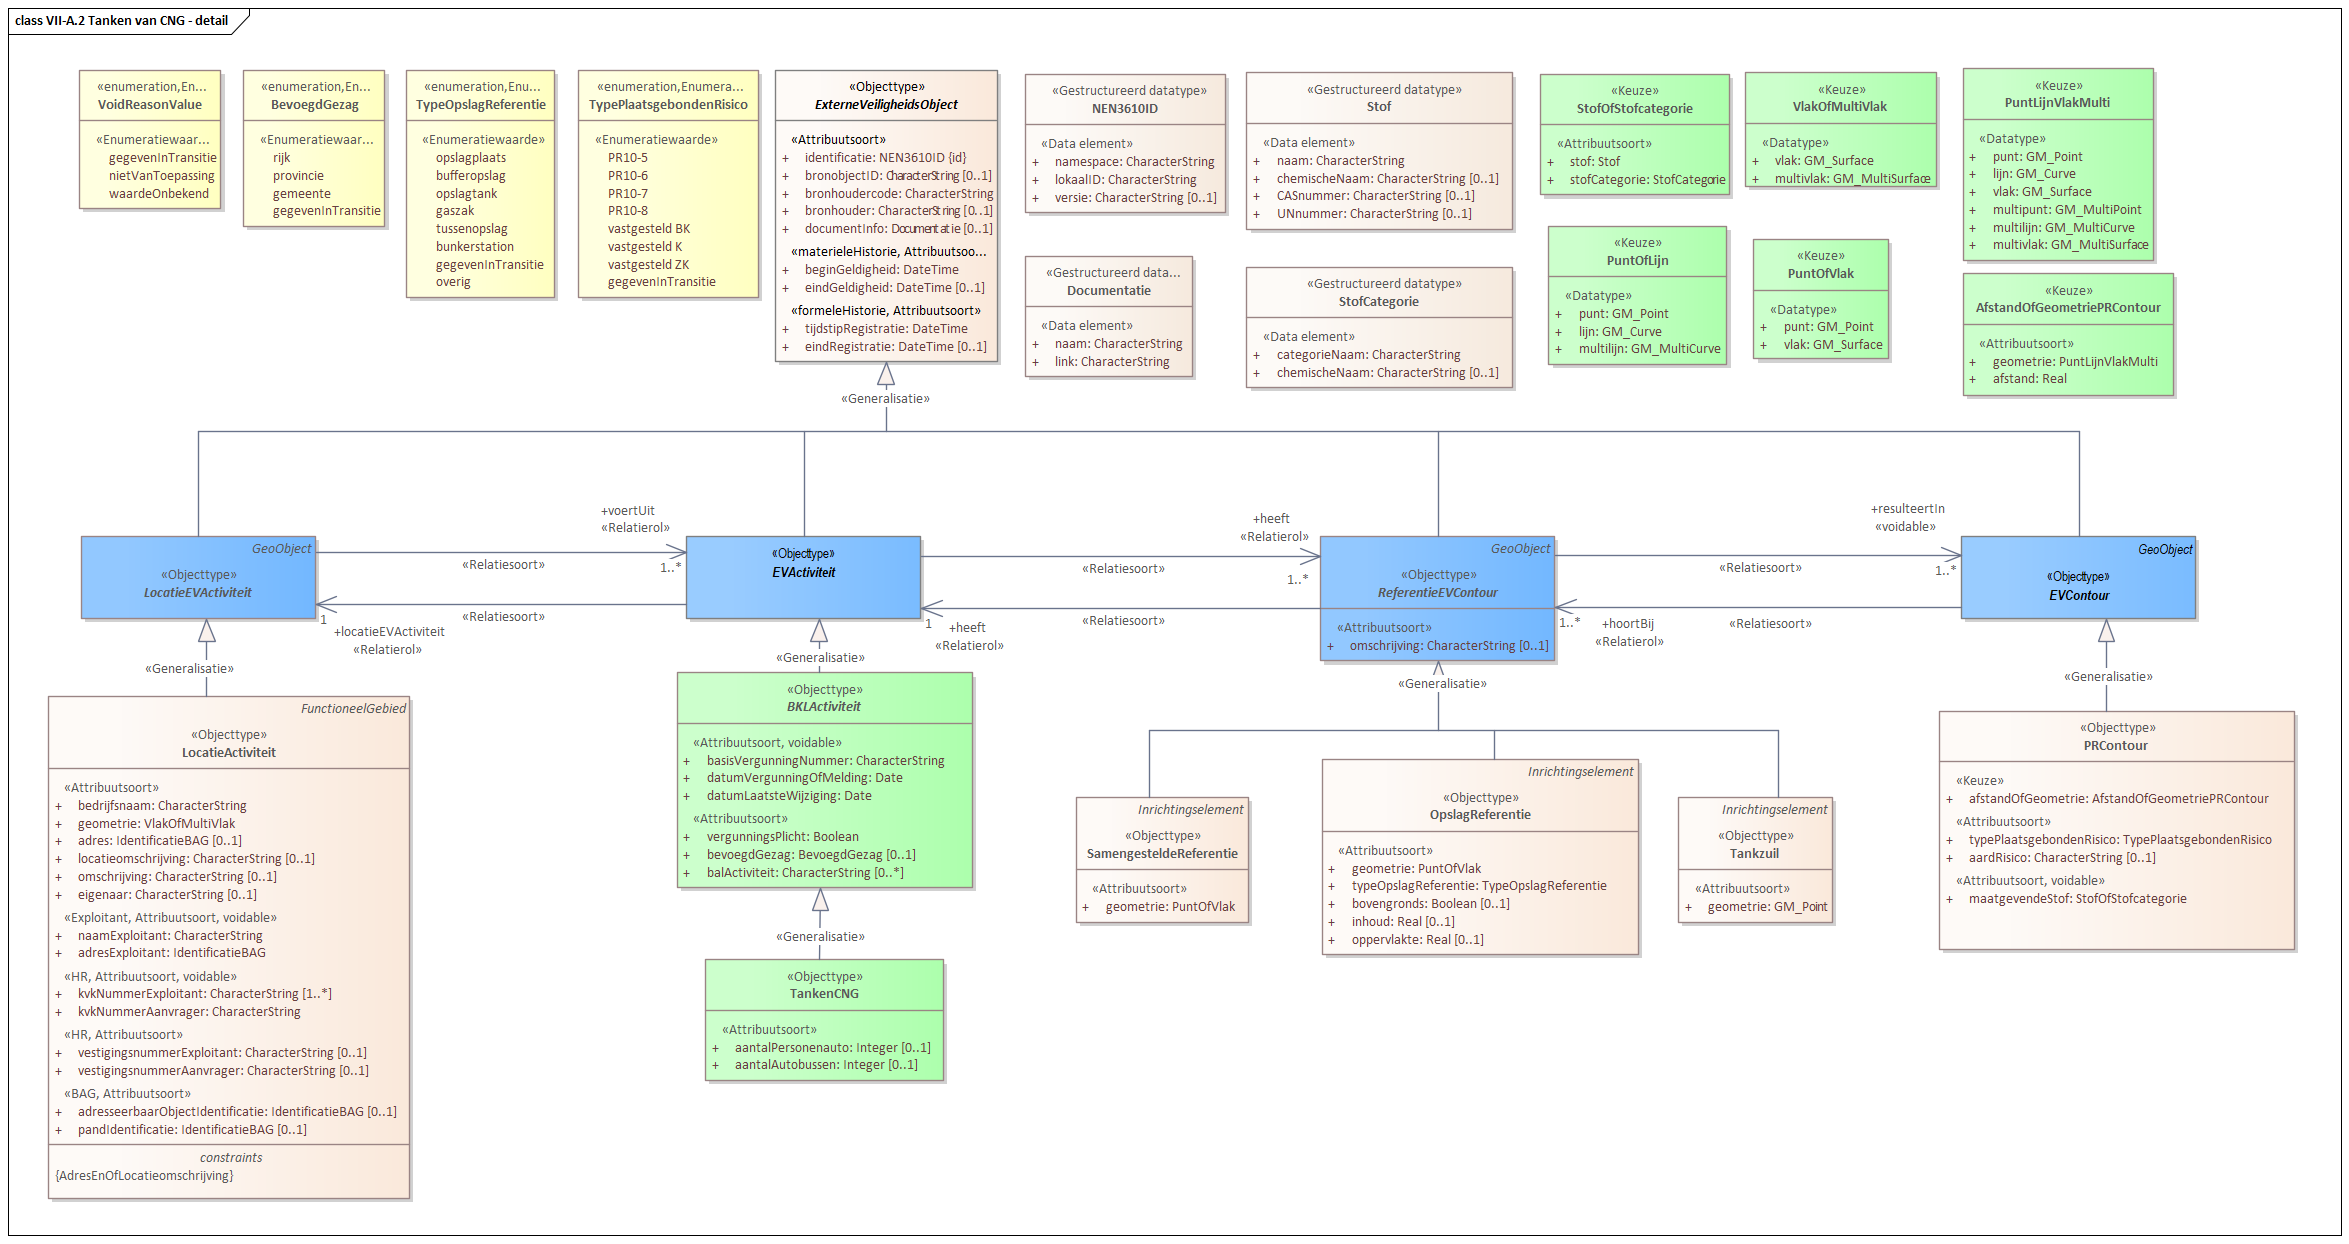 class VII-A.2 Tanken van CNG - detail
«enumeration,En...
VoidReasonValue
«Enumeratiewaar...
gegevenInTransitie
nietVanToepassing
waardeOnbekend
«enumeration,En...
BevoegdGezag
«Enumeratiewaar...
rijk
provincie
gemeente
gegevenInTransitie
«enumeration,Enu...
TypeOpslagReferentie
«Enumeratiewaarde»
opslagplaats
bufferopslag
opslagtank
gaszak
tussenopslag
bunkerstation
gegevenInTransitie
overig
«enumeration,Enumera...
TypePlaatsgebondenRisico
«Enumeratiewaarde»
PR10-5
PR10-6
PR10-7
PR10-8
vastgesteld BK
vastgesteld K
vastgesteld ZK
gegevenInTransitie
«Objecttype»
ExterneVeiligheidsObject
«Attribuutsoort»
+ identificatie: NEN3610ID {id}
+ bronobjectID: CharacterString [0..1]
+ bronhoudercode: CharacterString
+ bronhouder: CharacterString [0..1]
+ documentInfo: Documentatie [0..1]
«materieleHistorie, Attribuutsoo...
+ beginGeldigheid: DateTime
+ eindGeldigheid: DateTime [0..1]
«formeleHistorie, Attribuutsoort»
+ tijdstipRegistratie: DateTime
+ eindRegistratie: DateTime [0..1]
«Gestructureerd datatype»
NEN3610ID
«Data element»
+ namespace: CharacterString
+ lokaalID: CharacterString
+ versie: CharacterString [0..1]
«Gestructureerd data...
Documentatie
«Data element»
+ naam: CharacterString
+ link: CharacterString
«Gestructureerd datatype»
Stof
«Data element»
+ naam: CharacterString
+ chemischeNaam: CharacterString [0..1]
+ CASnummer: CharacterString [0..1]
+ UNnummer: CharacterString [0..1]
«Gestructureerd datatype»
StofCategorie
«Data element»
+ categorieNaam: CharacterString
+ chemischeNaam: CharacterString [0..1]
«Keuze»
StofOfStofcategorie
«Attribuutsoort»
+ stof: Stof
+ stofCategorie: StofCategorie
«Keuze»
PuntOfLijn
«Datatype»
+ punt: GM_Point
+ lijn: GM_Curve
+ multilijn: GM_MultiCurve
«Keuze»
VlakOfMultiVlak
«Datatype»
+ vlak: GM_Surface
+ multivlak: GM_MultiSurface
«Keuze»
PuntOfVlak
«Datatype»
+ punt: GM_Point
+ vlak: GM_Surface
«Keuze»
PuntLijnVlakMulti
«Datatype»
+ punt: GM_Point
+ lijn: GM_Curve
+ vlak: GM_Surface
+ multipunt: GM_MultiPoint
+ multilijn: GM_MultiCurve
+ multivlak: GM_MultiSurface
«Keuze»
AfstandOfGeometriePRContour
«Attribuutsoort»
+ geometrie: PuntLijnVlakMulti
+ afstand: Real
«Generalisatie»
GeoObject
«Objecttype»
LocatieEVActiviteit
+voertUit
«Relatierol»
1..*
«Relatiesoort»
«Relatiesoort»
1
+locatieEVActiviteit
«Relatierol»
«Objecttype»
EVActiviteit
+heeft
«Relatierol»
1..*
«Relatiesoort»
«Relatiesoort»
1
+heeft
«Relatierol»
GeoObject
«Objecttype»
ReferentieEVContour
«Attribuutsoort»
+ omschrijving: CharacterString [0..1]
+resulteertIn
«voidable»
1..*
«Relatiesoort»
«Relatiesoort»
1..*
+hoortBij
«Relatierol»
GeoObject
«Objecttype»
EVContour
«Generalisatie»
«Generalisatie»
«Generalisatie»
«Generalisatie»
FunctioneelGebied
«Objecttype»
LocatieActiviteit
«Attribuutsoort»
+ bedrijfsnaam: CharacterString
+ geometrie: VlakOfMultiVlak
+ adres: IdentificatieBAG [0..1]
+ locatieomschrijving: CharacterString [0..1]
+ omschrijving: CharacterString [0..1]
+ eigenaar: CharacterString [0..1]
«Exploitant, Attribuutsoort, voidable»
+ naamExploitant: CharacterString
+ adresExploitant: IdentificatieBAG
«HR, Attribuutsoort, voidable»
+ kvkNummerExploitant: CharacterString [1..*]
+ kvkNummerAanvrager: CharacterString
«HR, Attribuutsoort»
+ vestigingsnummerExploitant: CharacterString [0..1]
+ vestigingsnummerAanvrager: CharacterString [0..1]
«BAG, Attribuutsoort»
+ adresseerbaarObjectIdentificatie: IdentificatieBAG [0..1]
+ pandIdentificatie: IdentificatieBAG [0..1]
constraints
{AdresEnOfLocatieomschrijving}
«Objecttype»
BKLActiviteit
«Attribuutsoort, voidable»
+ basisVergunningNummer: CharacterString
+ datumVergunningOfMelding: Date
+ datumLaatsteWijziging: Date
«Attribuutsoort»
+ vergunningsPlicht: Boolean
+ bevoegdGezag: BevoegdGezag [0..1]
+ balActiviteit: CharacterString [0..*]
«Generalisatie»
«Objecttype»
TankenCNG
«Attribuutsoort»
+ aantalPersonenauto: Integer [0..1]
+ aantalAutobussen: Integer [0..1]
Inrichtingselement
«Objecttype»
SamengesteldeReferentie
«Attribuutsoort»
+ geometrie: PuntOfVlak
Inrichtingselement
«Objecttype»
OpslagReferentie
«Attribuutsoort»
+ geometrie: PuntOfVlak
+ typeOpslagReferentie: TypeOpslagReferentie
+ bovengronds: Boolean [0..1]
+ inhoud: Real [0..1]
+ oppervlakte: Real [0..1]
Inrichtingselement
«Objecttype»
Tankzuil
«Attribuutsoort»
+ geometrie: GM_Point
«Objecttype»
PRContour
«Keuze»
+ afstandOfGeometrie: AfstandOfGeometriePRContour
«Attribuutsoort»
+ typePlaatsgebondenRisico: TypePlaatsgebondenRisico
+ aardRisico: CharacterString [0..1]
«Attribuutsoort, voidable»
+ maatgevendeStof: StofOfStofcategorie